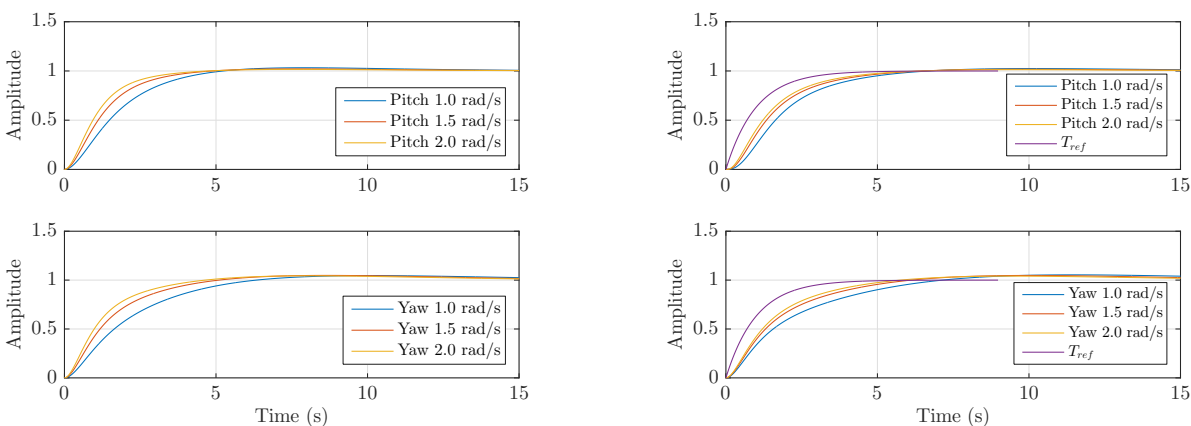 1.5
1
0.5
0
Amplitude
0 5 10 15
Pitch 1.0 rad/s
Pitch 1.5 rad/s
Pitch 2.0 rad/s
1.5
1
0.5
0
Amplitude
0 5 10 15
Pitch 1.0 rad/s
Pitch 1.5 rad/s
Pitch 2.0 rad/s
T_ref
1.5
1
0.5
0
Amplitude
0 5 10 15
Time (s)
Yaw 1.0 rad/s
Yaw 1.5 rad/s
Yaw 2.0 rad/s
1.5
1
0.5
0
Amplitude
0 5 10 15
Time (s)
Yaw 1.0 rad/s
Yaw 1.5 rad/s
Yaw 2.0 rad/s
T_ref